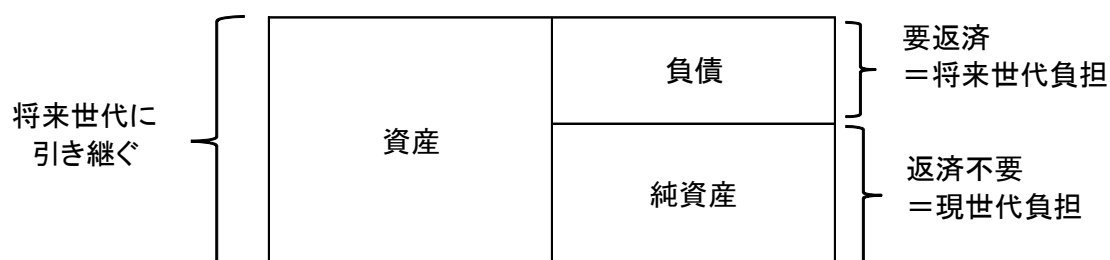 将来世代に
引き継ぐ
資産
負債
純資産
要返済
＝将来世代負担
返済不要
＝現世代負担